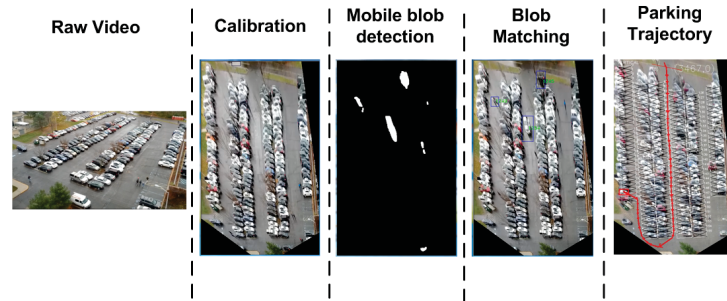 Raw Video
Calibration
Mobile blob
detection
Blob
Matching
Parking
Trajectory